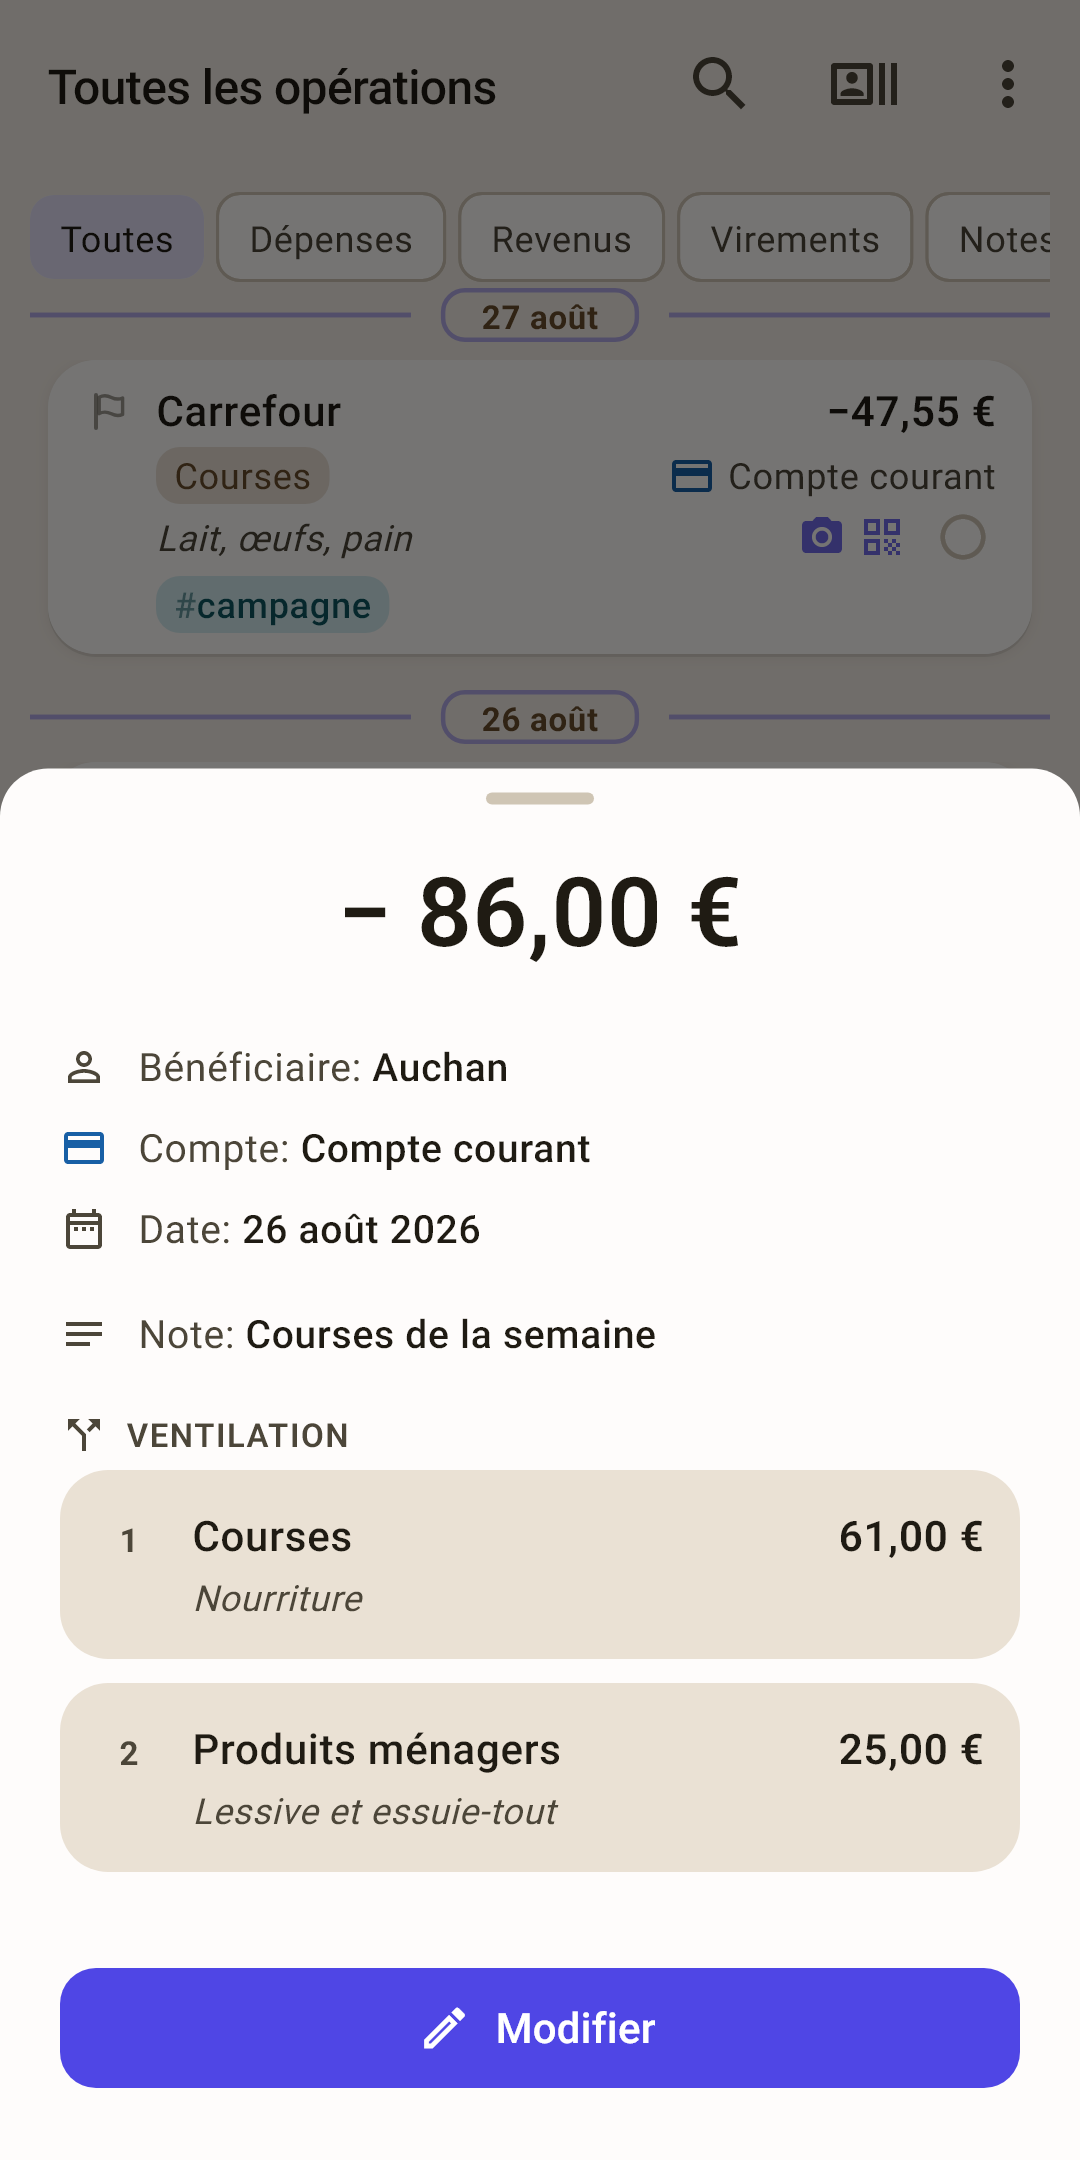 Toutes les opérations
Toutes
Dépenses
Revenus
Virements
Notes
27 août
Carrefour
−47,55 €
Courses
Compte courant
Lait, œufs, pain
#campagne
26 août
− 86,00 €
Bénéficiaire: Auchan
Compte: Compte courant
Date: 26 août 2026
Note: Courses de la semaine
VENTILATION
1 Courses 61,00 €
Nourriture
2 Produits ménagers 25,00 €
Lessive et essuie-tout
Modifier